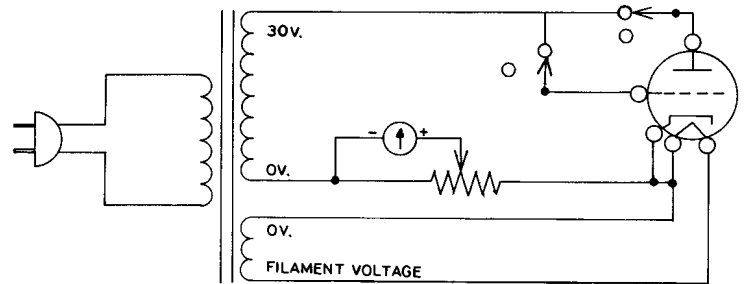 30V.
- +
0V.
0V.
FILAMENT VOLTAGE